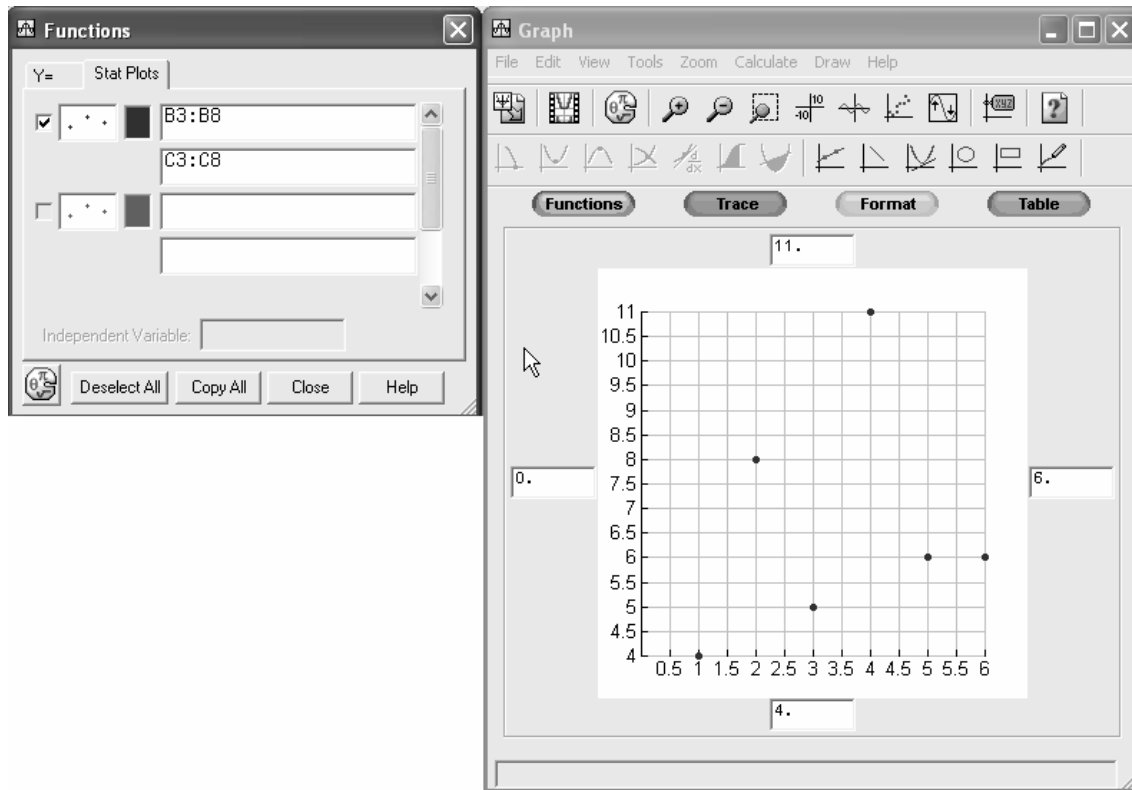 Functions
Y=
Stat Plots
B3:B8
C3:C8
Independent Variable:
Deselect All
Copy All
Close
Help
Graph
File Edit View Tools Zoom Calculate Draw Help
Functions
Trace
Format
Table
11.
0.
6.
11
10.5
10
9.5
9
8.5
8
7.5
7
6.5
6
5.5
5
4.5
4
0.5 1 1.5 2 2.5 3 3.5 4 4.5 5 5.5 6
4.